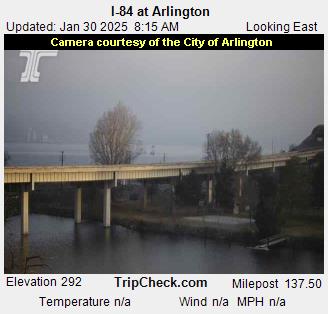 I-84 at Arlington
Updated: Jan 30 2025 8:15 AM Looking East
Camera courtesy of the City of Arlington
Elevation 292 TripCheck.com Milepost 137.50
Temperature n/a Wind n/a MPH n/a